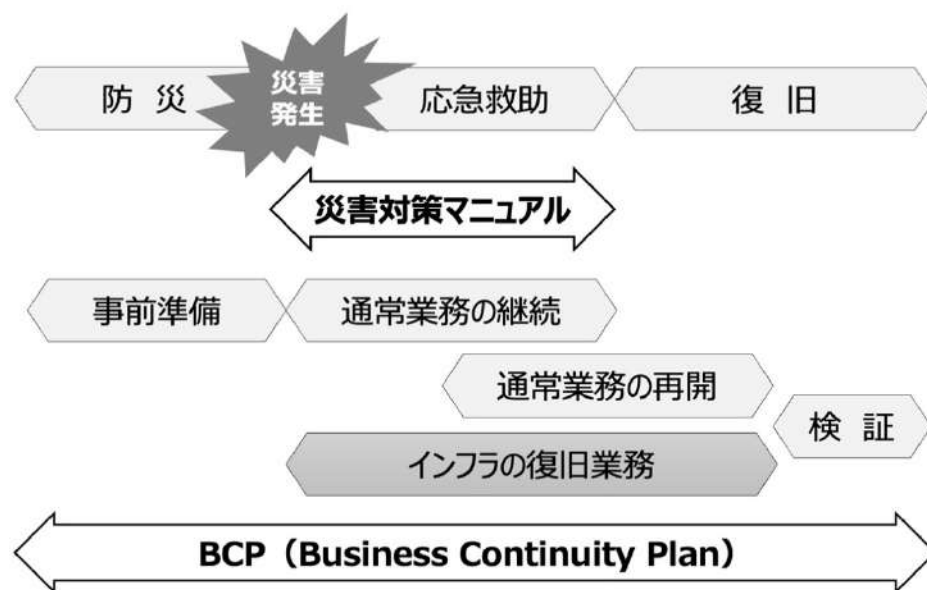 防 災
災害
発生
応急救助
復 旧
災害対策マニュアル
事前準備
通常業務の継続
通常業務の再開
検 証
インフラの復旧業務
BCP（Business Continuity Plan）